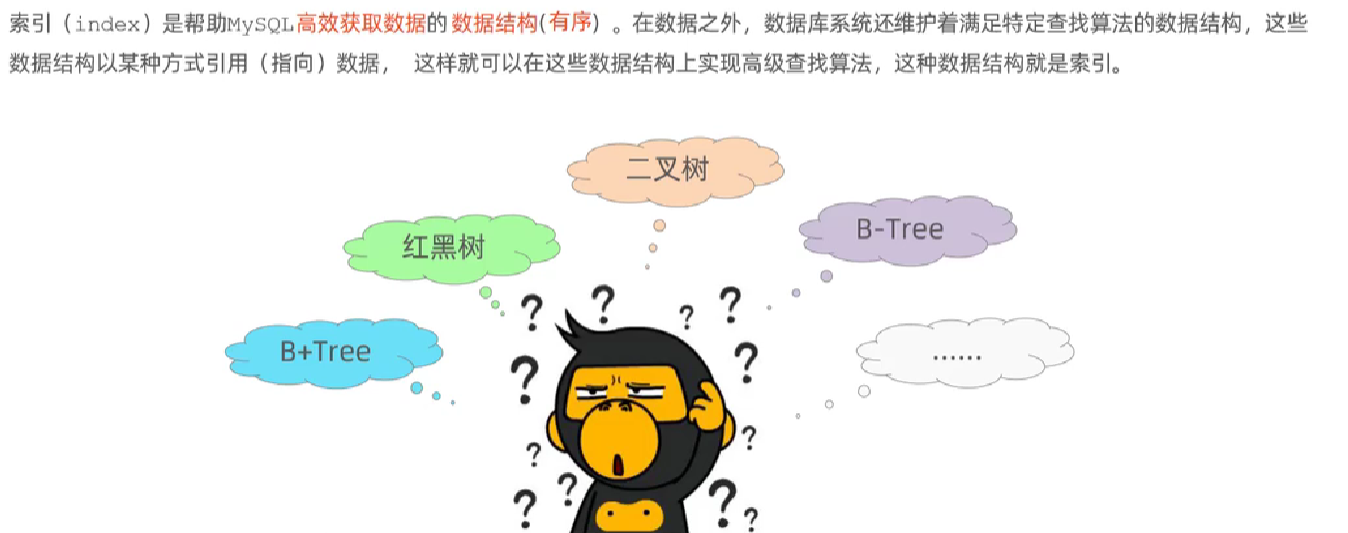 索引（index）是帮助MySQL高效获取数据的数据结构(有序）。在数据之外，数据库系统还维护着满足特定查找算法的数据结构，这些
数据结构以某种方式引用（指向）数据， 这样就可以在这些数据结构上实现高级查找算法，这种数据结构就是索引。
二叉树
B-Tree
红黑树
B+Tree
......
? ? ? ?
? ?
? ?
? ? ? ?